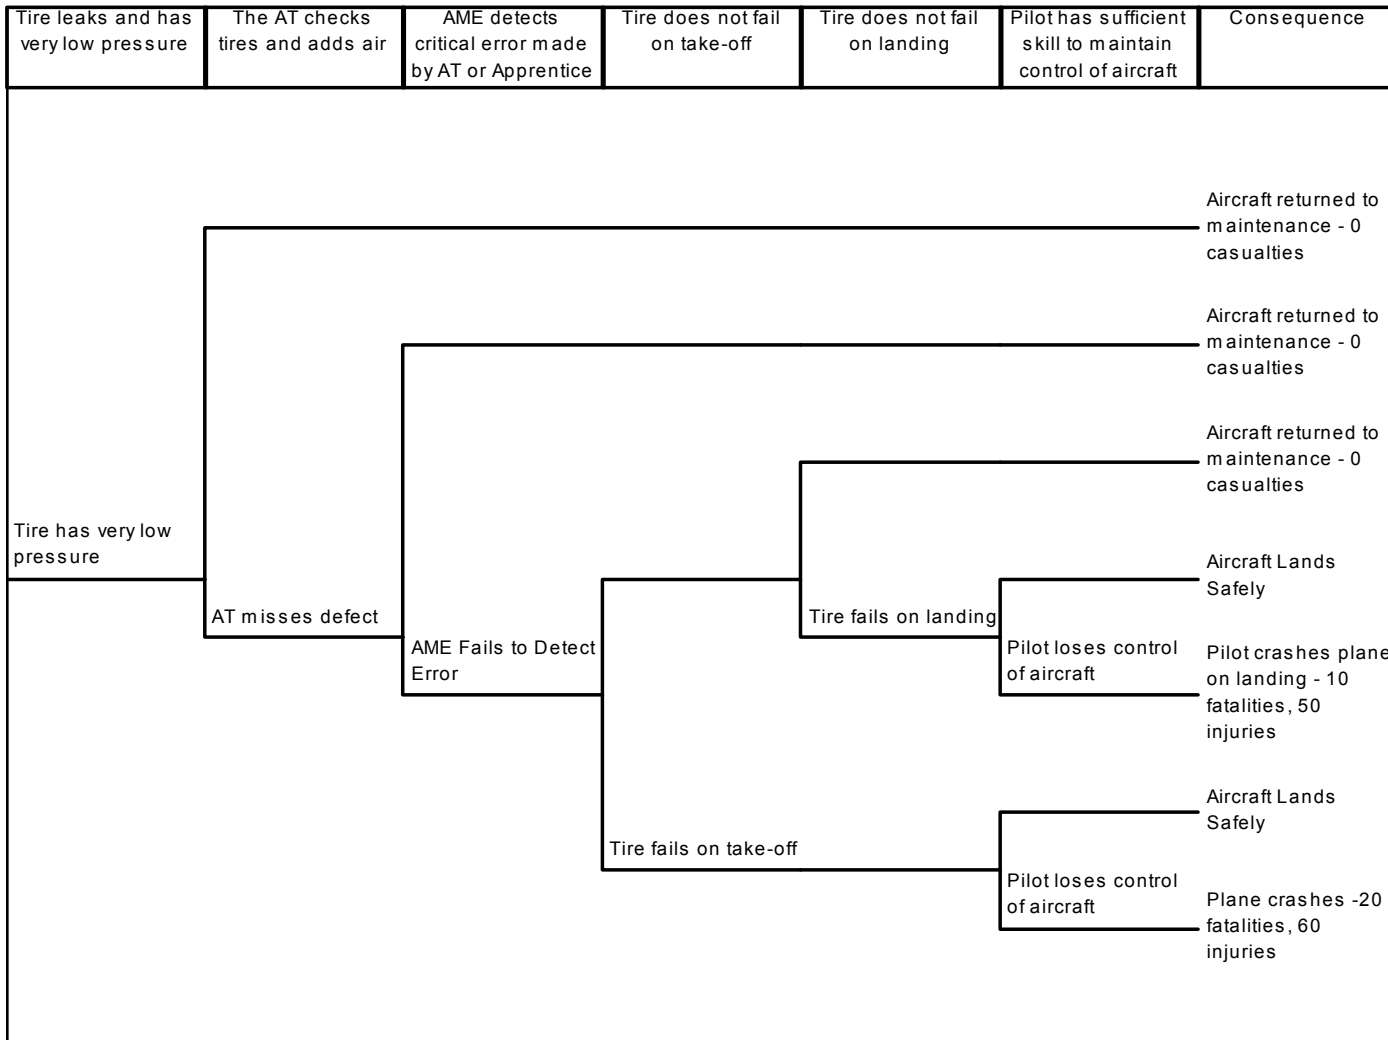 Tire leaks and has
very low pressure
The AT checks
tires and adds air
AME detects
critical error made
by AT or Apprentice
Tire does not fail
on take-off
Tire does not fail
on landing
Pilot has sufficient
skill to maintain
control of aircraft
Consequence
Aircraft returned to
maintenance - 0
casualties
Aircraft returned to
maintenance - 0
casualties
Aircraft returned to
maintenance - 0
casualties
Tire has very low
pressure
Aircraft Lands
Safely
AT misses defect
Tire fails on landing
AME Fails to Detect
Error
Pilot loses control
of aircraft
Pilot crashes plane
on landing - 10
fatalities, 50
injuries
Aircraft Lands
Safely
Tire fails on take-off
Pilot loses control
of aircraft
Plane crashes -20
fatalities, 60
injuries